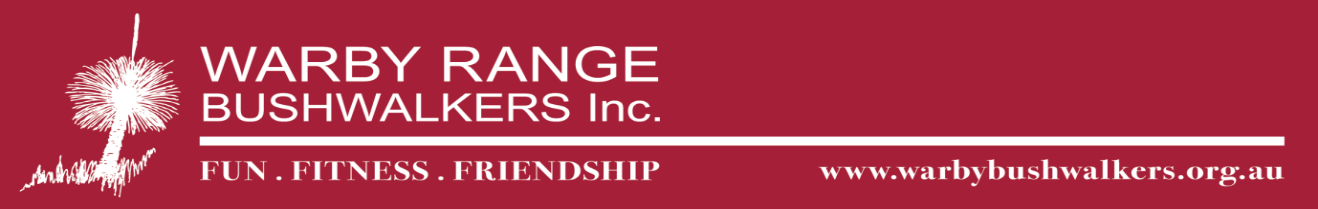 WARBY RANGE
BUSHWALKERS Inc.
FUN . FITNESS . FRIENDSHIP
www.warbybushwalkers.org.au